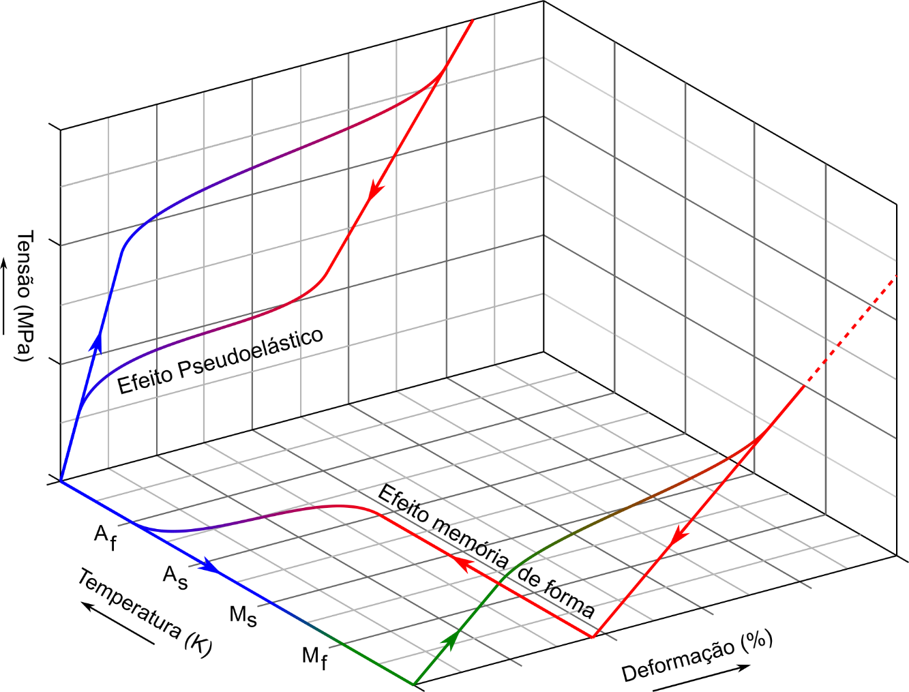 Tensão (MPa)
Efeito Pseudoelástico
Efeito memória de forma
Af
As
Ms
Mf
Temperatura (K)
Deformação (%)